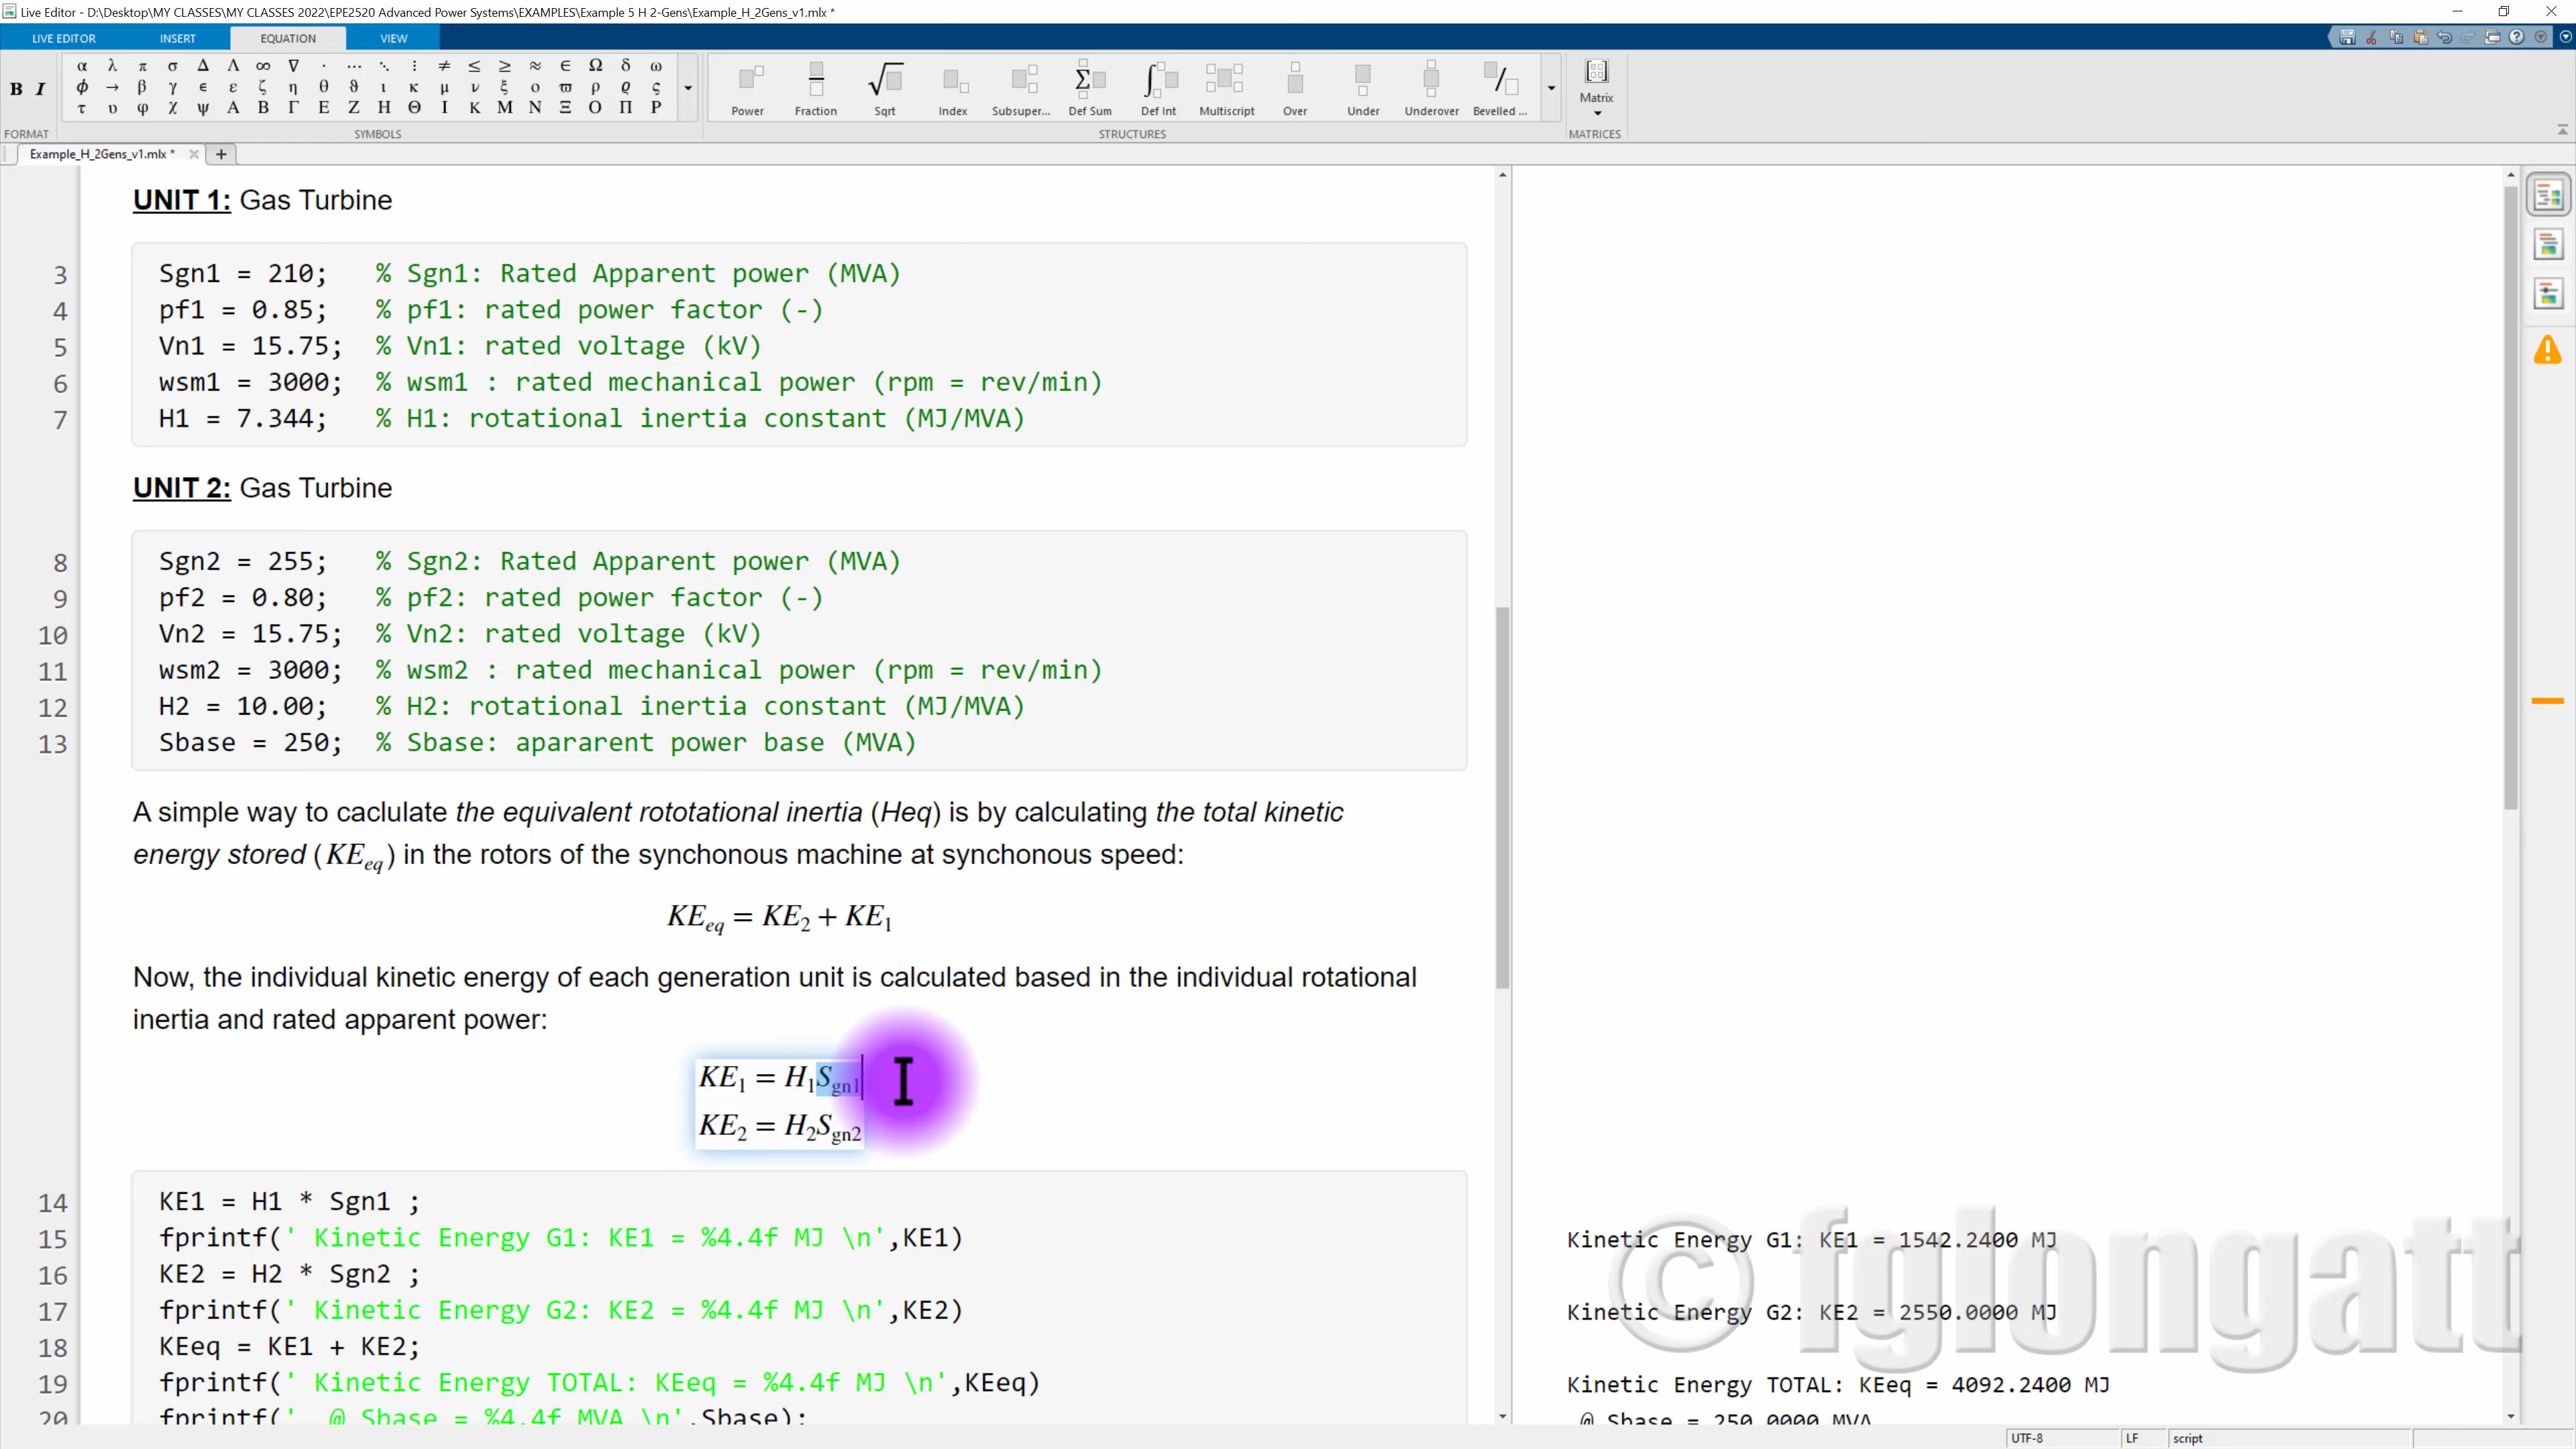 Live Editor - D:\Desktop\MY CLASSES\MY CLASSES 2022\EPE2520 Advanced Power Systems\EXAMPLES\Example 5 H 2-Gens\Example_H_2Gens_v1.mlx *
LIVE EDITOR INSERT EQUATION VIEW
α λ π σ Δ Λ ∞ ∇ · ⋯ ⋱ ⋮ ≠ ≤ ≥ ≈ ∈ Ω δ ω
B I ϕ → β γ ϵ ε ζ η θ ϑ ι κ μ ν ξ ο ϖ ρ ϱ ς
τ υ φ χ ψ Α Β Γ Ε Ζ Η Θ Ι Κ Μ Ν Ξ Ο Π Ρ
Power Fraction Sqrt Index Subsuper... Def Sum Def Int Multiscript Over Under Underover Bevelled ... Matrix
FORMAT SYMBOLS STRUCTURES MATRICES
Example_H_2Gens_v1.mlx * × +
UNIT 1: Gas Turbine
3 Sgn1 = 210; % Sgn1: Rated Apparent power (MVA)
4 pf1 = 0.85; % pf1: rated power factor (-)
5 Vn1 = 15.75; % Vn1: rated voltage (kV)
6 wsm1 = 3000; % wsm1 : rated mechanical power (rpm = rev/min)
7 H1 = 7.344; % H1: rotational inertia constant (MJ/MVA)
UNIT 2: Gas Turbine
8 Sgn2 = 255; % Sgn2: Rated Apparent power (MVA)
9 pf2 = 0.80; % pf2: rated power factor (-)
10 Vn2 = 15.75; % Vn2: rated voltage (kV)
11 wsm2 = 3000; % wsm2 : rated mechanical power (rpm = rev/min)
12 H2 = 10.00; % H2: rotational inertia constant (MJ/MVA)
13 Sbase = 250; % Sbase: apararent power base (MVA)
A simple way to caclulate the equivalent rototational inertia (Heq) is by calculating the total kinetic
energy stored (KEeq) in the rotors of the synchonous machine at synchonous speed:
KEeq = KE2 + KE1
Now, the individual kinetic energy of each generation unit is calculated based in the individual rotational
inertia and rated apparent power:
KE1 = H1Sgn1
KE2 = H2Sgn2
14 KE1 = H1 * Sgn1 ;
15 fprintf(' Kinetic Energy G1: KE1 = %4.4f MJ \n',KE1)
16 KE2 = H2 * Sgn2 ;
17 fprintf(' Kinetic Energy G2: KE2 = %4.4f MJ \n',KE2)
18 KEeq = KE1 + KE2;
19 fprintf(' Kinetic Energy TOTAL: KEeq = %4.4f MJ \n',KEeq)
20 fprintf('  @ Sbase = %4.4f MVA \n',Sbase);
Kinetic Energy G1: KE1 = 1542.2400 MJ
Kinetic Energy G2: KE2 = 2550.0000 MJ
Kinetic Energy TOTAL: KEeq = 4092.2400 MJ
@ Sbase = 250.0000 MVA
© fglongatt
UTF-8 LF script